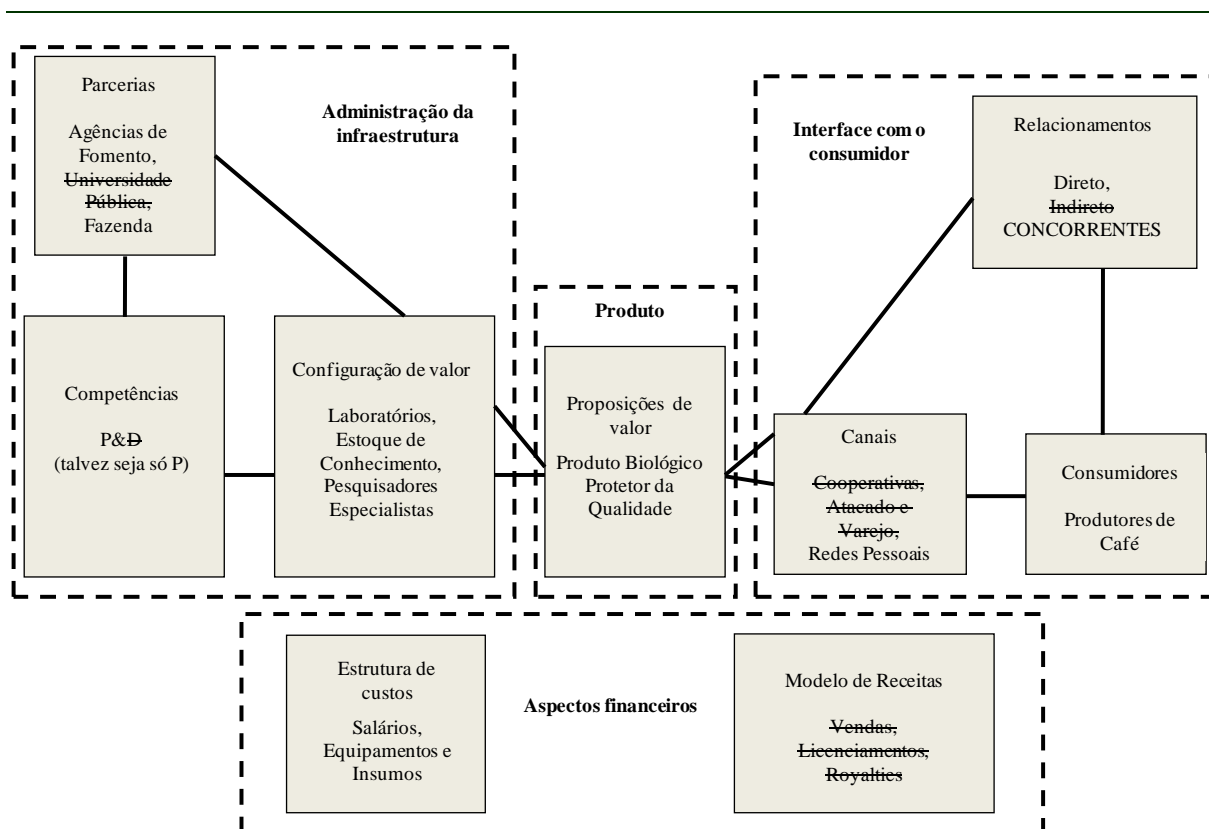 Parcerias
Agências de
Fomento,
Universidade
Pública,
Fazenda
Administração da
infraestrutura
Competências
P&D
(talvez seja só P)
Configuração de valor
Laboratórios,
Estoque de
Conhecimento,
Pesquisadores
Especialistas
Produto
Proposições de
valor
Produto Biológico
Protetor da
Qualidade
Interface com o
consumidor
Relacionamentos
Direto,
Indireto
CONCORRENTES
Canais
Cooperativas,
Atacado e
Varejo,
Redes Pessoais
Consumidores
Produtores de
Café
Estrutura de
custos
Salários,
Equipamentos e
Insumos
Aspectos financeiros
Modelo de Receitas
Vendas,
Licenciamentos,
Royalties